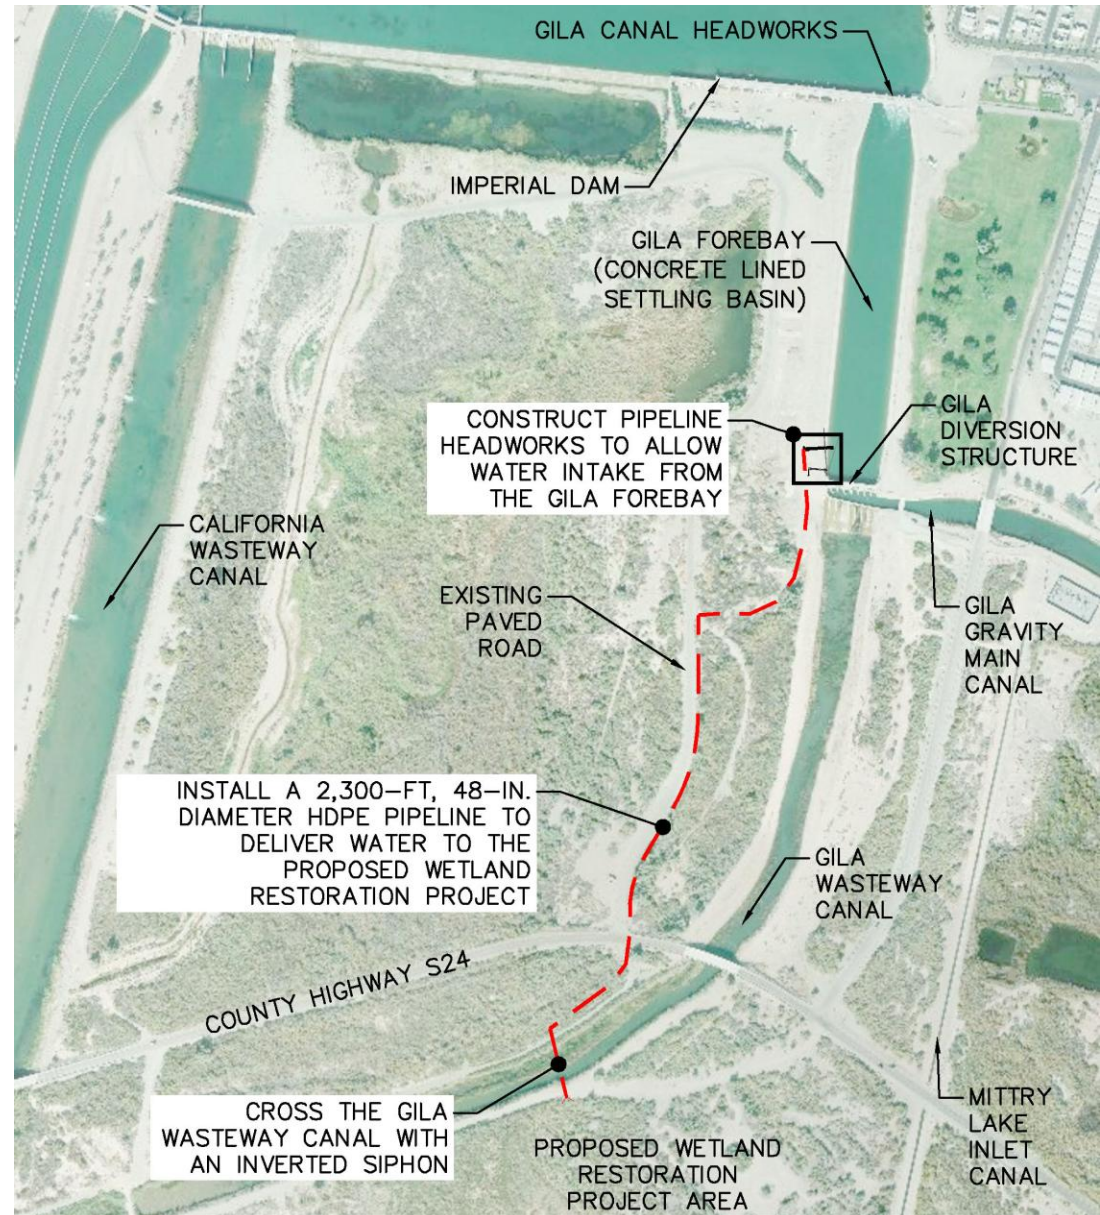 GILA CANAL HEADWORKS
IMPERIAL DAM
GILA FOREBAY
(CONCRETE LINED
SETTLING BASIN)
CONSTRUCT PIPELINE
HEADWORKS TO ALLOW
WATER INTAKE FROM
THE GILA FOREBAY
GILA
DIVERSION
STRUCTURE
CALIFORNIA
WASTEWAY
CANAL
EXISTING
PAVED
ROAD
GILA
GRAVITY
MAIN
CANAL
INSTALL A 2,300-FT, 48-IN.
DIAMETER HDPE PIPELINE TO
DELIVER WATER TO THE
PROPOSED WETLAND
RESTORATION PROJECT
GILA
WASTEWAY
CANAL
COUNTY HIGHWAY S24
CROSS THE GILA
WASTEWAY CANAL WITH
AN INVERTED SIPHON
PROPOSED WETLAND
RESTORATION
PROJECT AREA
MITTRY
LAKE
INLET
CANAL